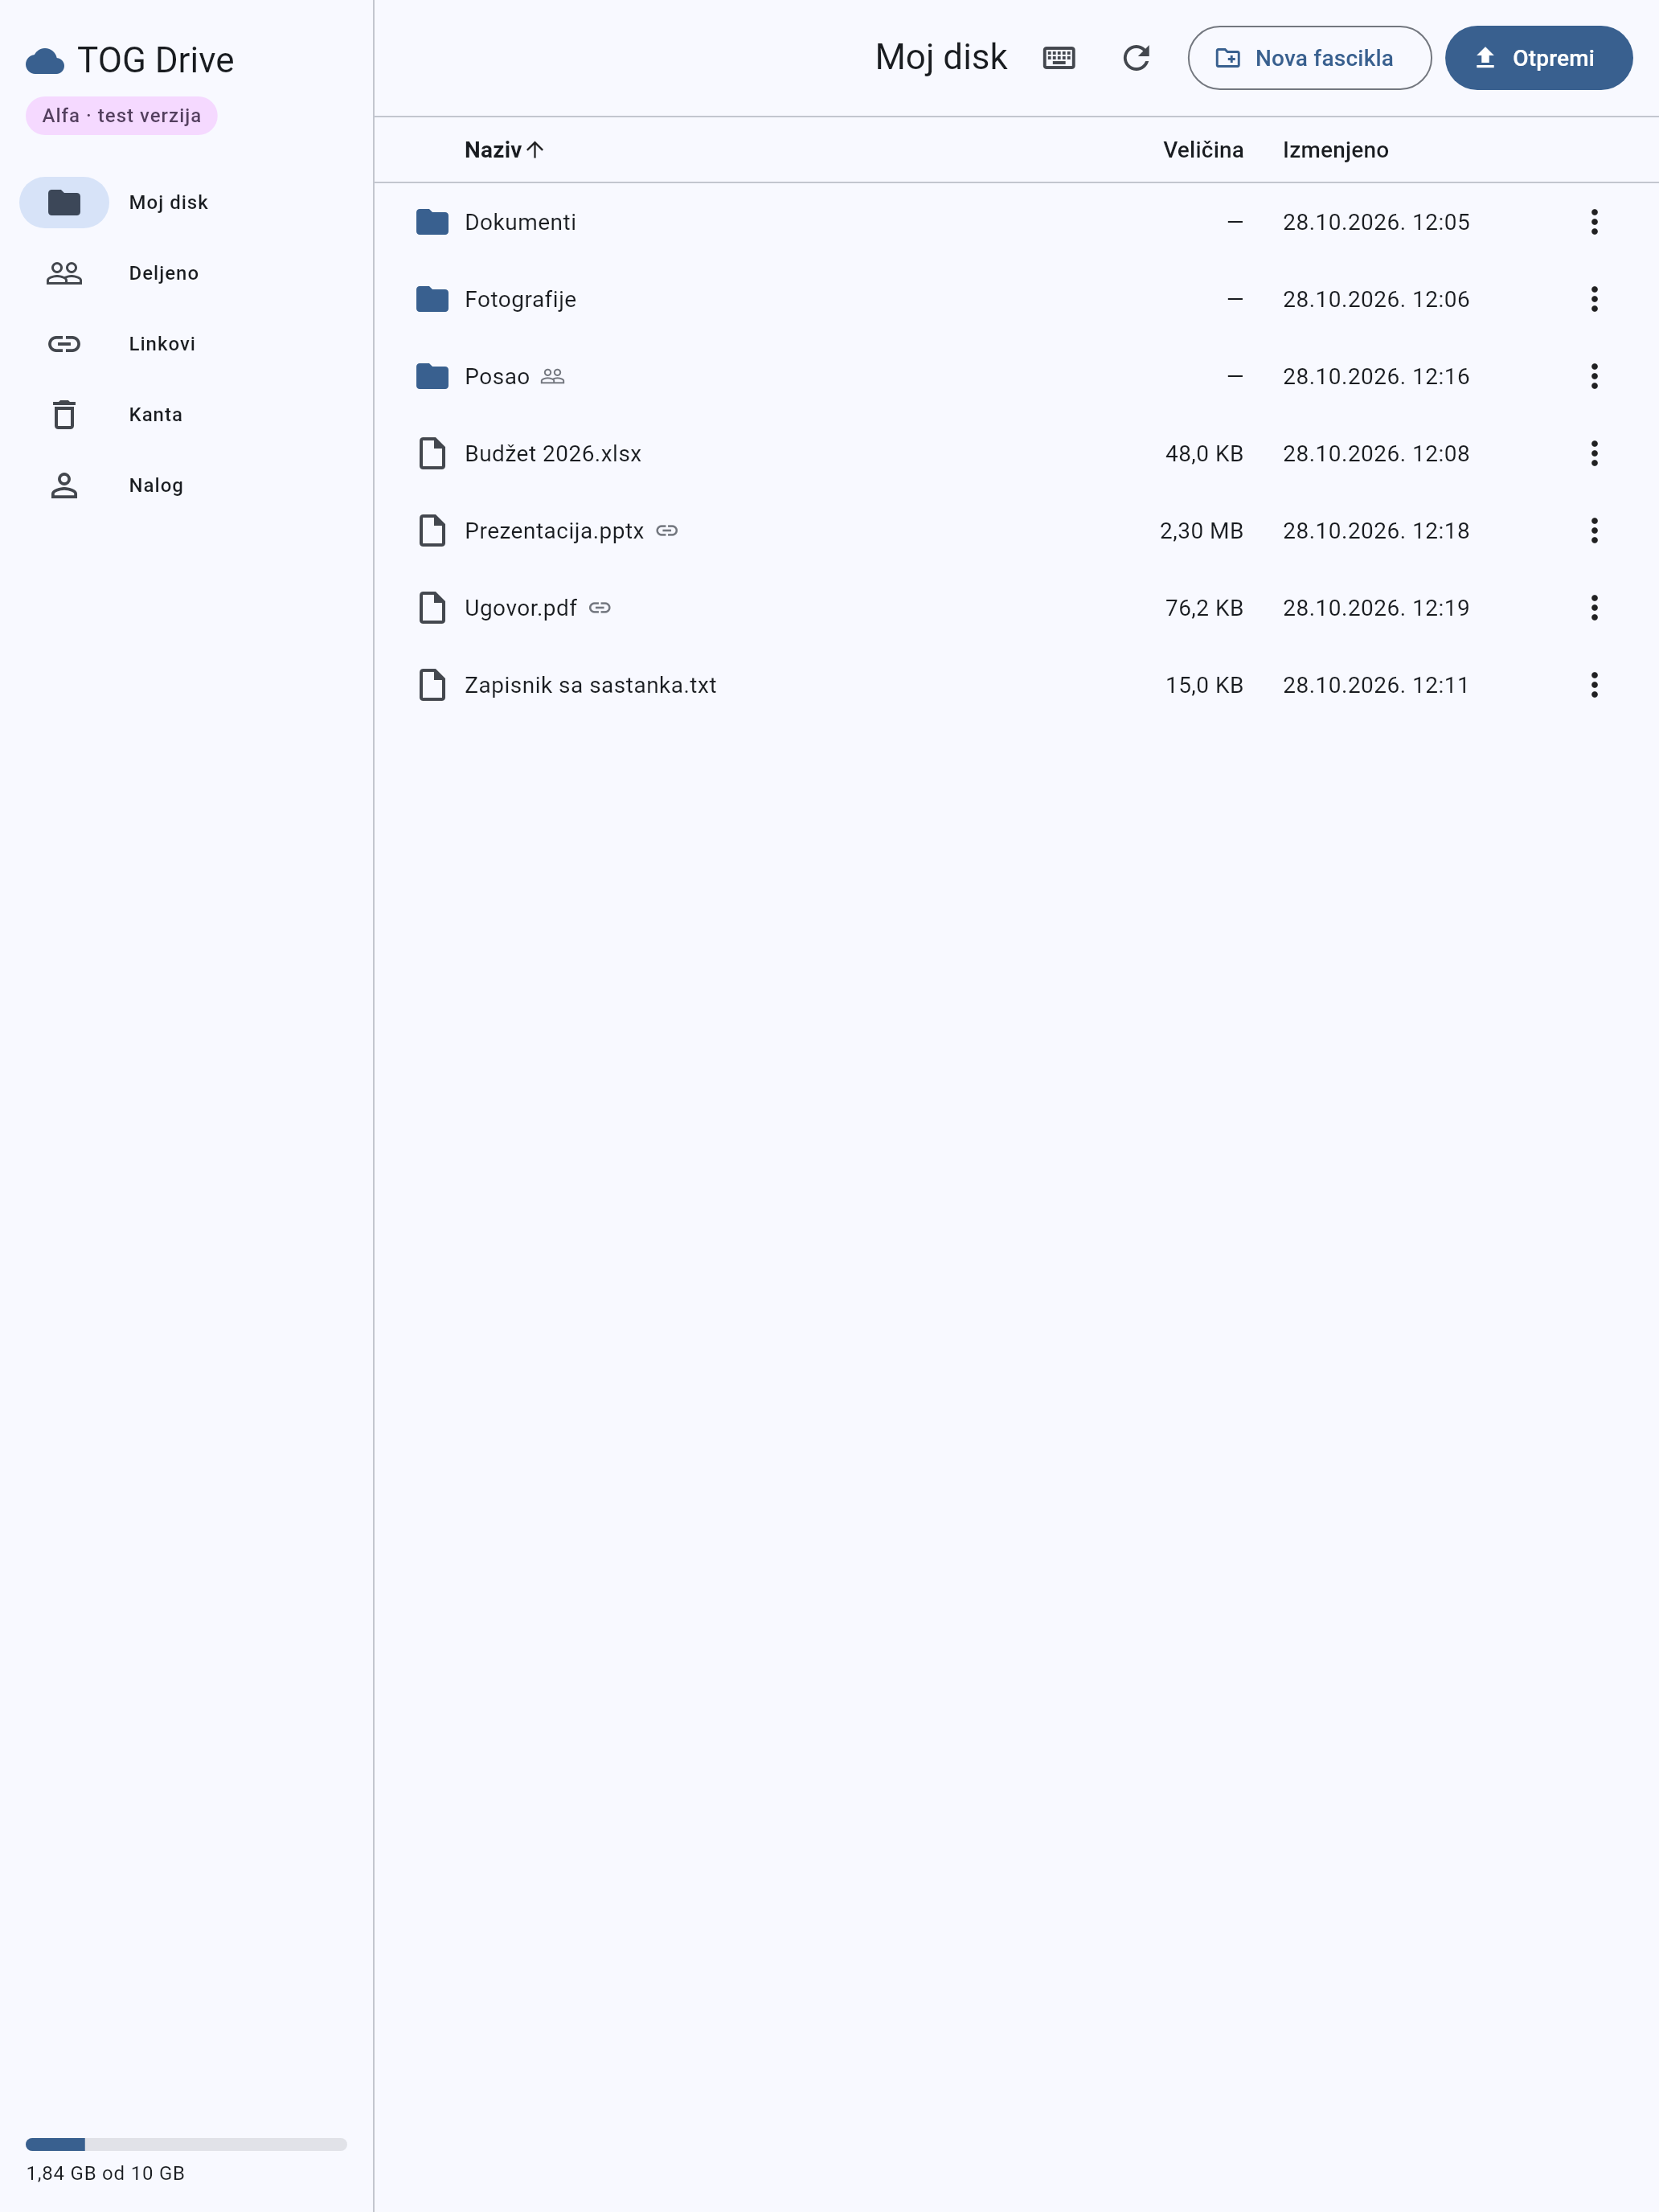 TOG Drive
Alfa · test verzija
Moj disk
Deljeno
Linkovi
Kanta
Nalog
1,84 GB od 10 GB
Moj disk
Nova fascikla
Otpremi
Naziv Veličina Izmenjeno
Dokumenti — 28.10.2026. 12:05
Fotografije — 28.10.2026. 12:06
Posao — 28.10.2026. 12:16
Budžet 2026.xlsx 48,0 KB 28.10.2026. 12:08
Prezentacija.pptx 2,30 MB 28.10.2026. 12:18
Ugovor.pdf 76,2 KB 28.10.2026. 12:19
Zapisnik sa sastanka.txt 15,0 KB 28.10.2026. 12:11